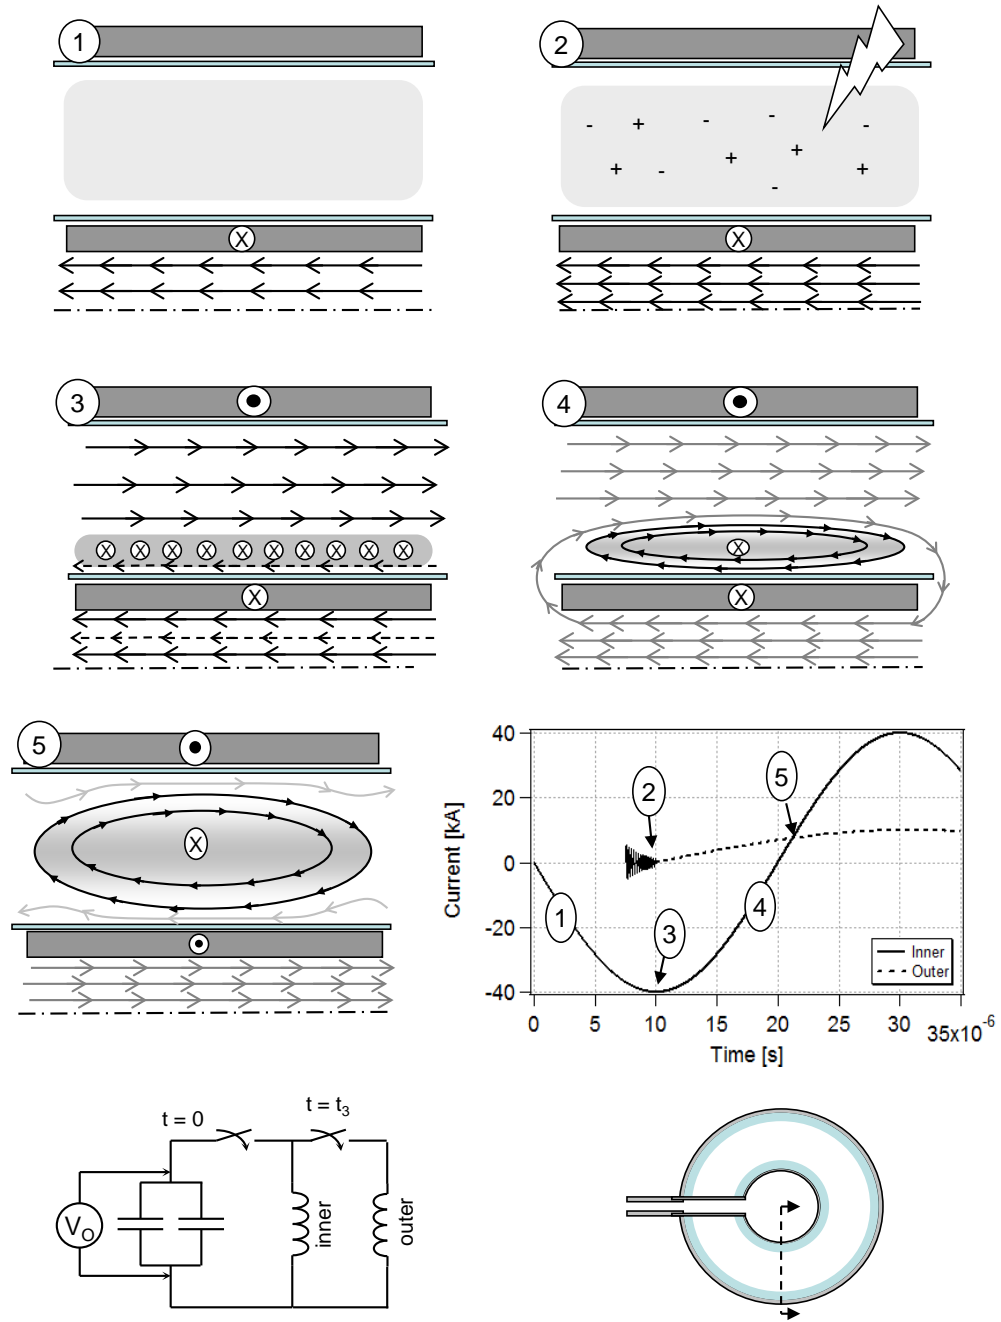 1
2
- + - - -
+ + +
+ - -
X
X
3
4
X X X X X X X X X X
X
X
X
5
X
40
20
0
-20
-40
Current [kA]
2
5
1
3
4
Inner
Outer
0 5 10 15 20 25 30 35x10-6
Time [s]
t = 0
t = t3
VO
inner
outer